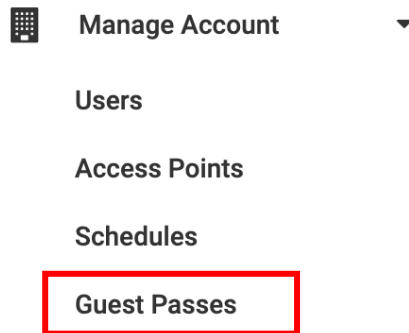 Manage Account
Users
Access Points
Schedules
Guest Passes